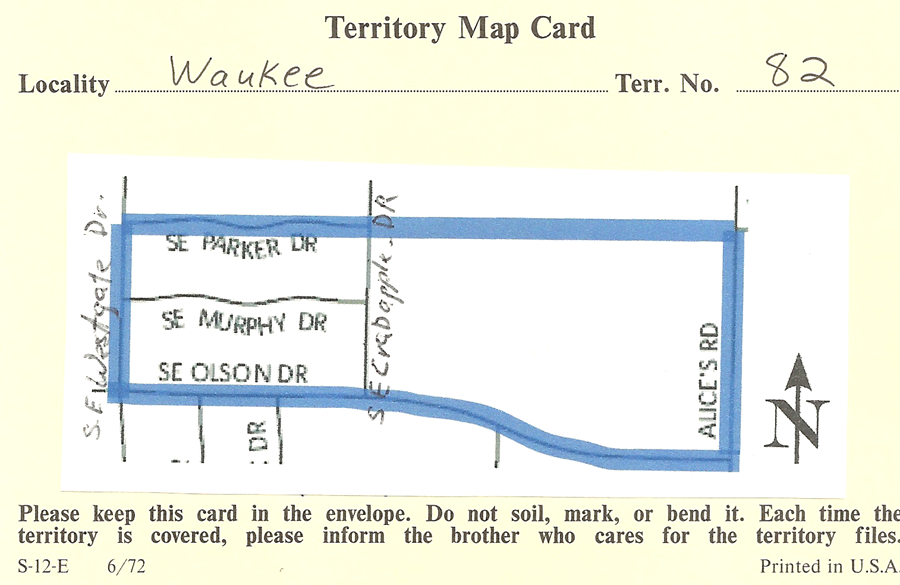 Territory Map Card
Locality Waukee Terr. No. 82
S.E. Westgate Dr.
SE PARKER DR
S E Crabapple DR
SE MURPHY DR
SE OLSON DR
DR
ALICE'S RD
N
Please keep this card in the envelope. Do not soil, mark, or bend it. Each time the
territory is covered, please inform the brother who cares for the territory files.
S-12-E 6/72 Printed in U.S.A.